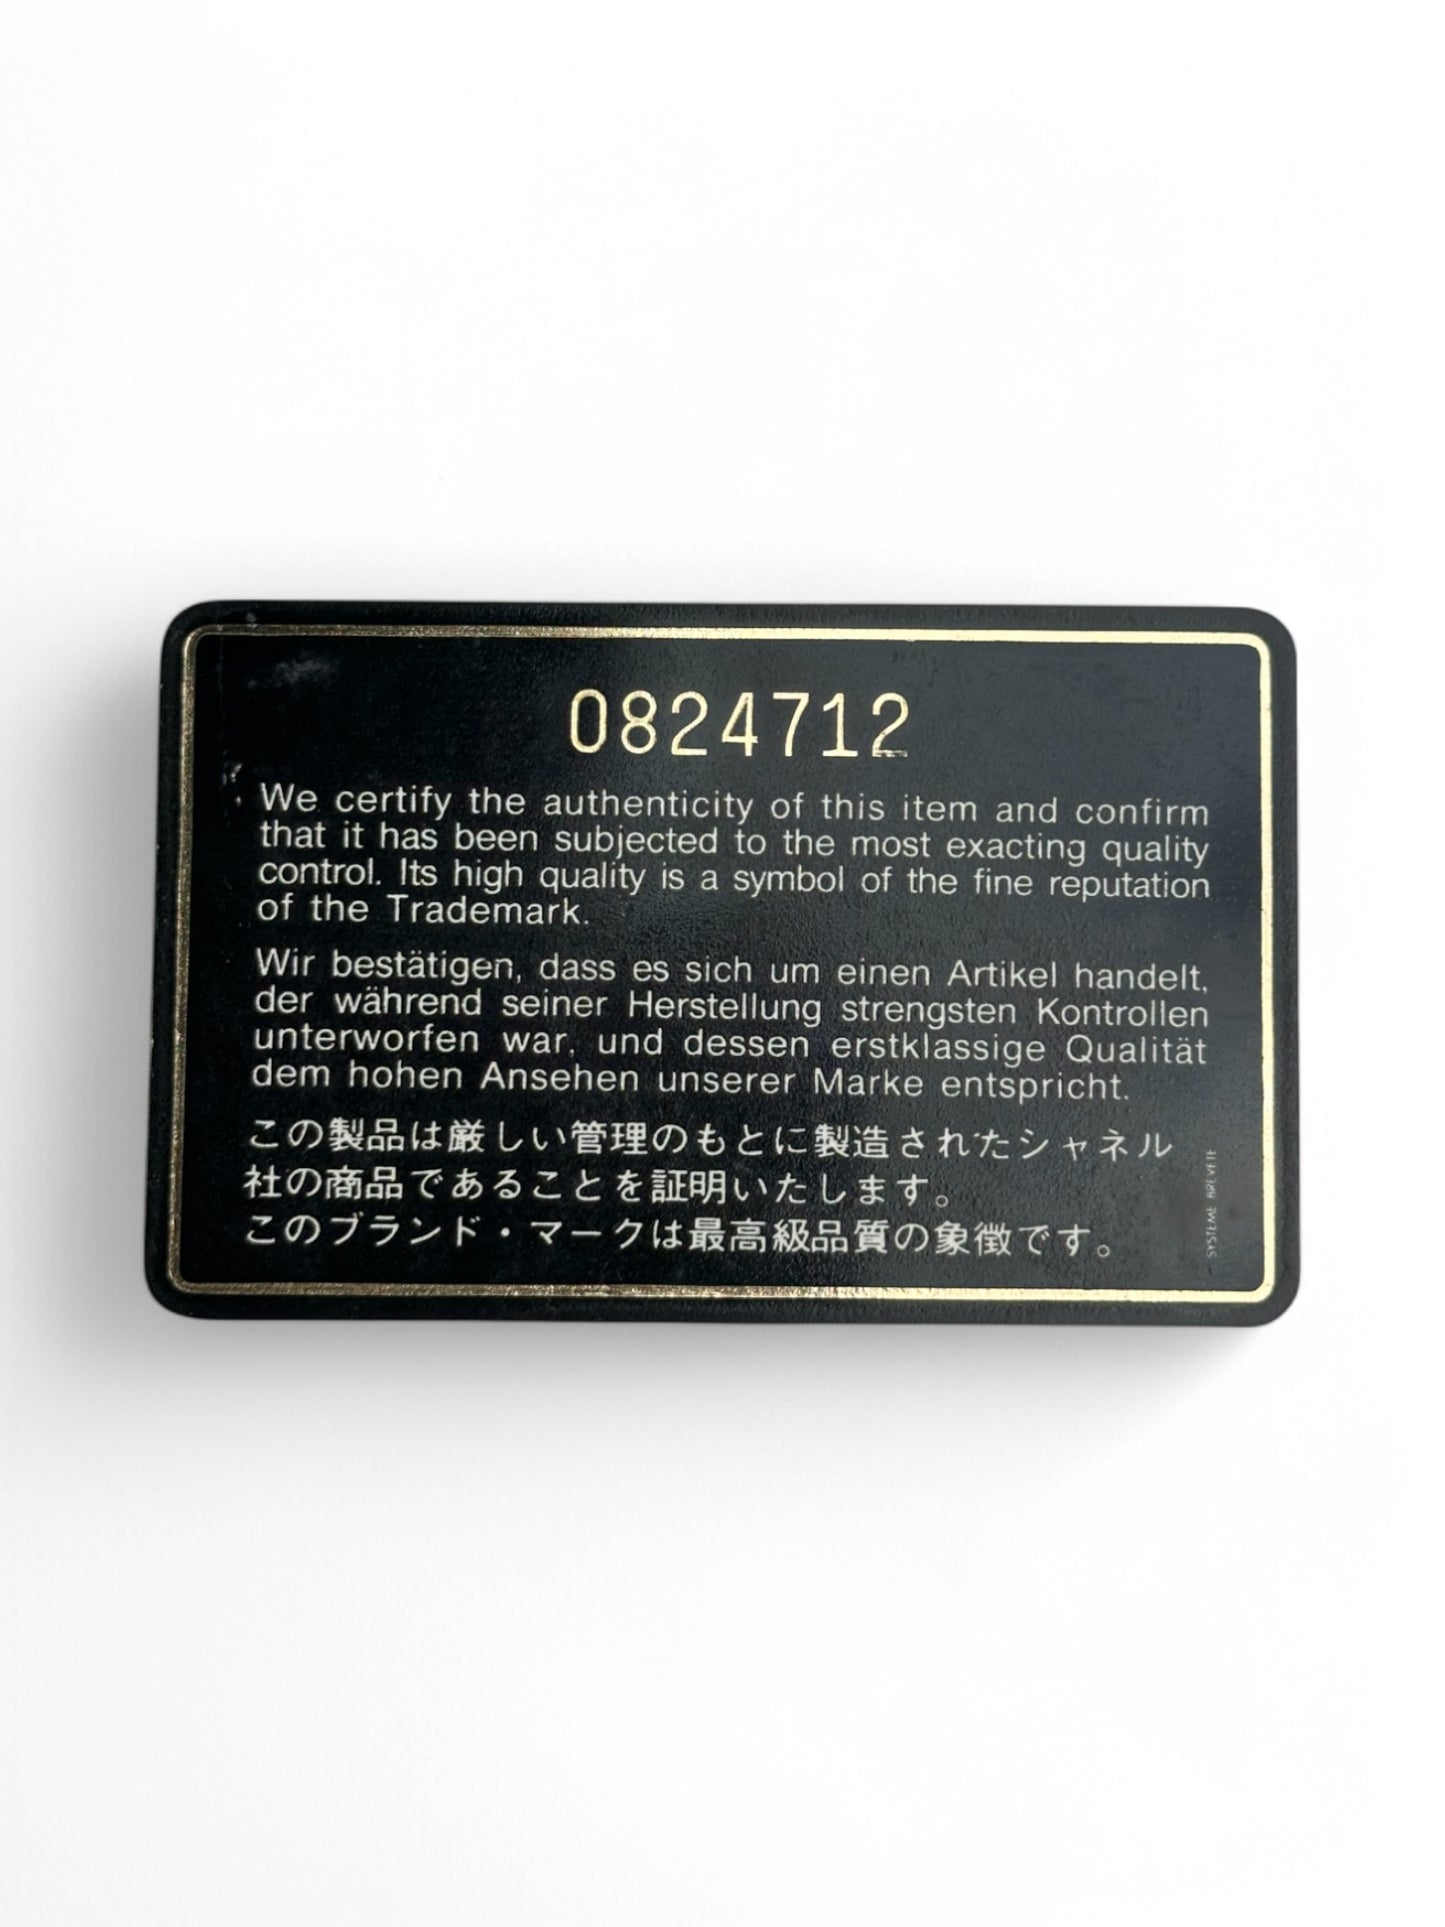 0824712
We certify the authenticity of this item and confirm
that it has been subjected to the most exacting quality
control. Its high quality is a symbol of the fine reputation
of the Trademark.
Wir bestätigen, dass es sich um einen Artikel handelt,
der während seiner Herstellung strengsten Kontrollen
unterworfen war, und dessen erstklassige Qualität
dem hohen Ansehen unserer Marke entspricht.
この製品は厳しい管理のもとに製造されたシャネル
社の商品であることを証明いたします。
このブランド・マークは最高級品質の象徴です。
SYSTEME BREVETE